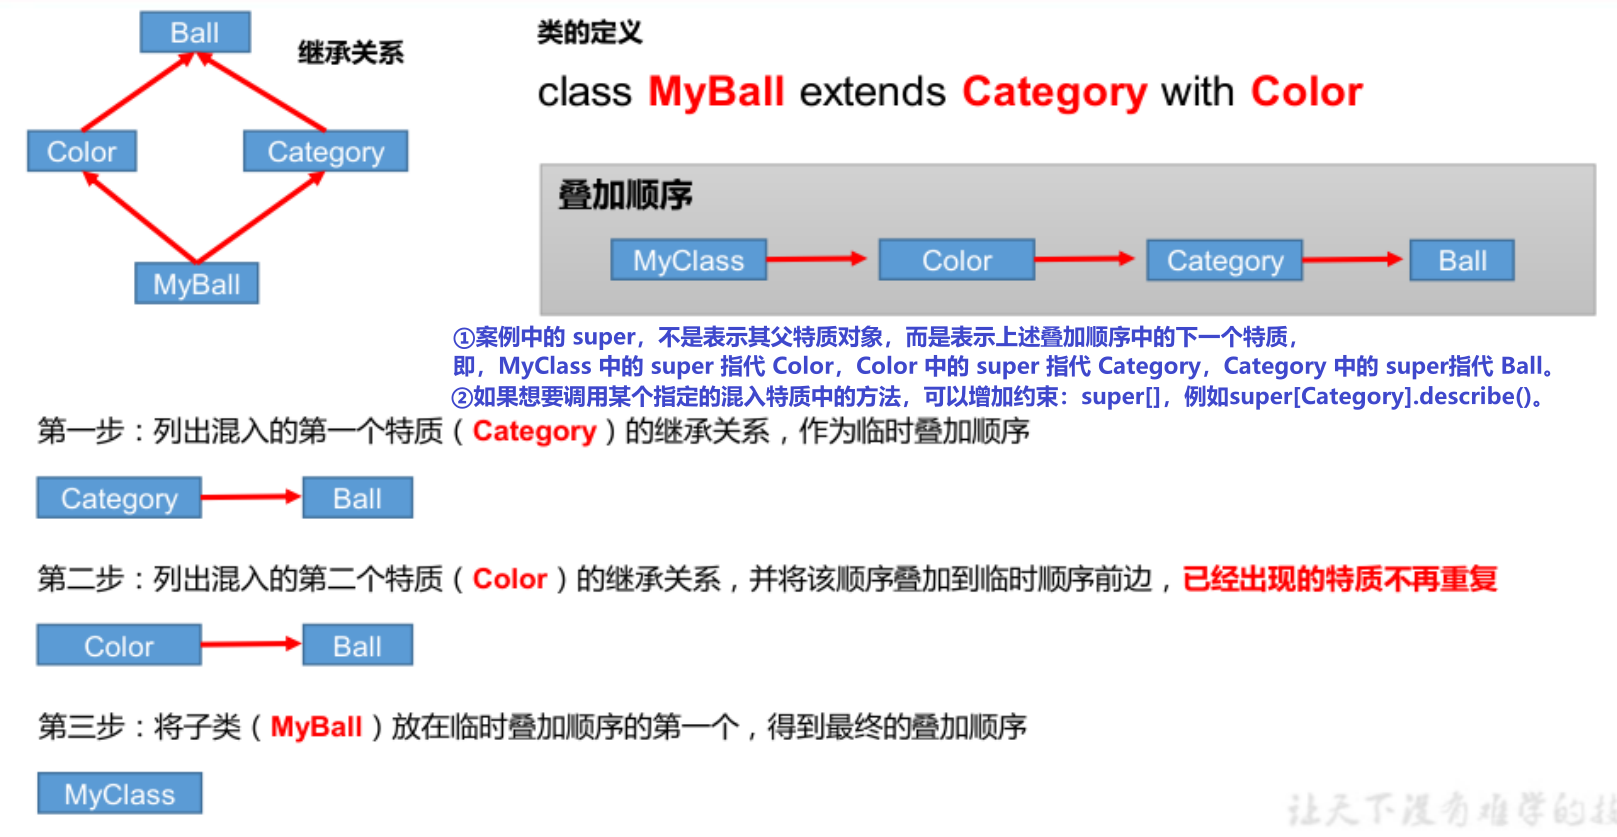 Ball
继承关系
Color
Category
MyBall
类的定义
class MyBall extends Category with Color
叠加顺序
MyClass
Color
Category
Ball
①案例中的 super，不是表示其父特质对象，而是表示上述叠加顺序中的下一个特质，
即，MyClass 中的 super 指代 Color，Color 中的 super 指代 Category，Category 中的 super指代 Ball。
②如果想要调用某个指定的混入特质中的方法，可以增加约束：super[]，例如super[Category].describe()。
第一步：列出混入的第一个特质（Category）的继承关系，作为临时叠加顺序
Category
Ball
第二步：列出混入的第二个特质（Color）的继承关系，并将该顺序叠加到临时顺序前边，已经出现的特质不再重复
Color
Ball
第三步：将子类（MyBall）放在临时叠加顺序的第一个，得到最终的叠加顺序
MyClass
让天下没有难学的技